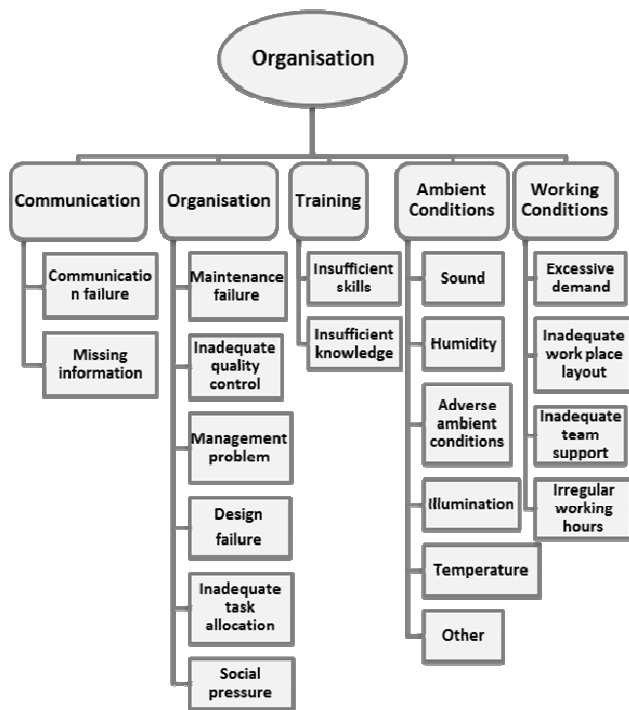 Organisation
Communication
Organisation
Training
Ambient
Conditions
Working
Conditions
Communicatio
n failure
Missing
information
Maintenance
failure
Inadequate
quality
control
Management
problem
Design
failure
Inadequate
task
allocation
Social
pressure
Insufficient
skills
Insufficient
knowledge
Sound
Humidity
Adverse
ambient
conditions
Illumination
Temperature
Other
Excessive
demand
Inadequate
work place
layout
Inadequate
team
support
Irregular
working
hours